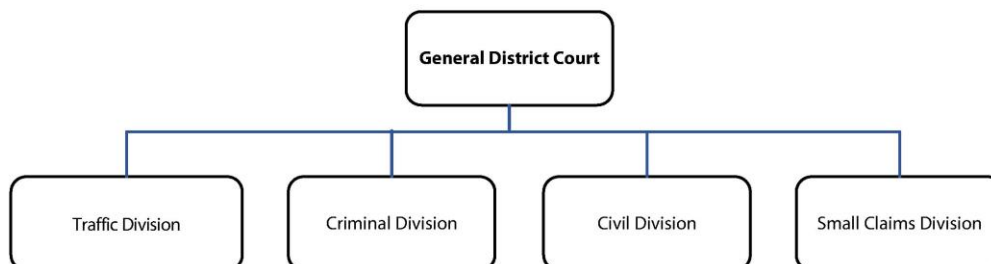 General District Court
Traffic Division
Criminal Division
Civil Division
Small Claims Division